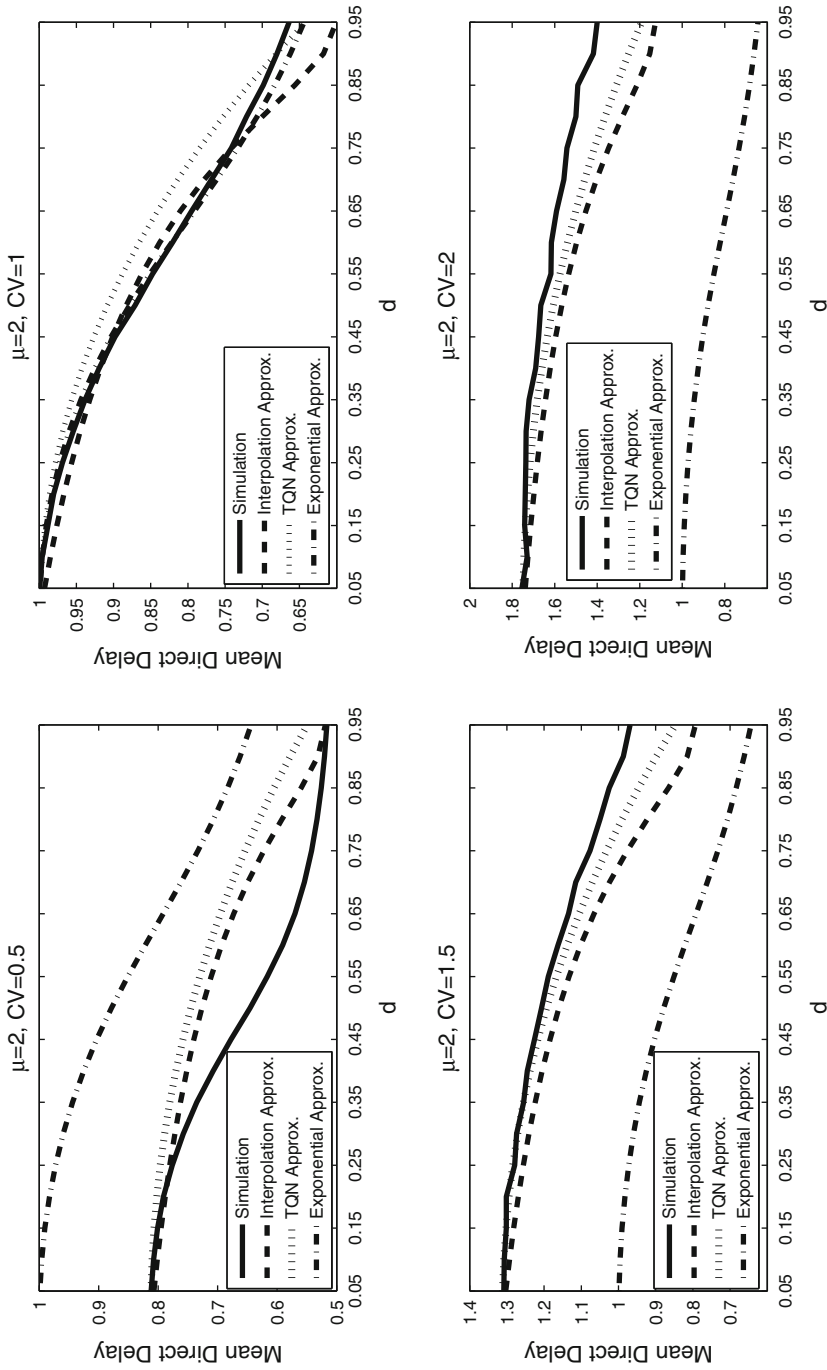 μ=2, CV=0.5
Mean Direct Delay
1
0.9
0.8
0.7
0.6
0.5
Simulation
Interpolation Approx.
TQN Approx.
Exponential Approx.
0.05 0.15 0.25 0.35 0.45 0.55 0.65 0.75 0.85 0.95
d
μ=2, CV=1
Mean Direct Delay
1
0.95
0.9
0.85
0.8
0.75
0.7
0.65
Simulation
Interpolation Approx.
TQN Approx.
Exponential Approx.
0.05 0.15 0.25 0.35 0.45 0.55 0.65 0.75 0.85 0.95
d
μ=2, CV=1.5
Mean Direct Delay
1.4
1.3
1.2
1.1
1
0.9
0.8
0.7
Simulation
Interpolation Approx.
TQN Approx.
Exponential Approx.
0.05 0.15 0.25 0.35 0.45 0.55 0.65 0.75 0.85 0.95
d
μ=2, CV=2
Mean Direct Delay
2
1.8
1.6
1.4
1.2
1
0.8
Simulation
Interpolation Approx.
TQN Approx.
Exponential Approx.
0.05 0.15 0.25 0.35 0.45 0.55 0.65 0.75 0.85 0.95
d